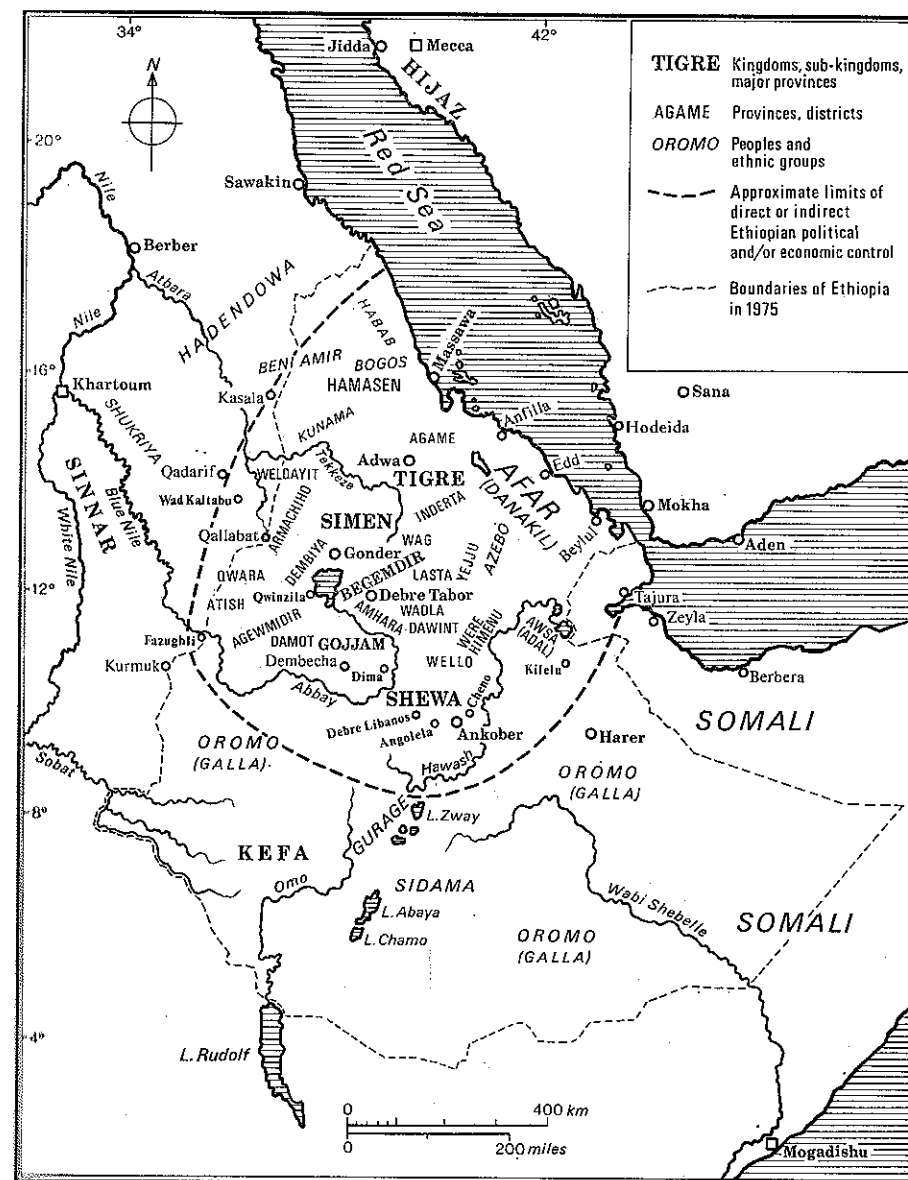 34°
42°
20°
16°
12°
8°
4°
N
Jidda
Mecca
HIJAZ
Red Sea
Sawakin
Nile
Berber
Atbara
Nile
HADENDOWA
HABAB
BENI AMIR
BOGOS
HAMASEN
Massawa
Khartoum
SHUKRIYA
Kasala
KUNAMA
Sana
Hodeida
Anfilla
AGAME
Adwa
TIGRE
Edd
AFAR
(DANAKIL)
SINNAR
Blue Nile
White Nile
Qadarif
WELQAYIT
Tekkeze
Wad Kaltabu
ARMACHIHO
SIMEN
INDERTA
Mokha
Beylul
Aden
Qallabat
DEMBIYA
Gonder
WAG
YEJJU
AZEBO
QWARA
BEGEMDIR
LASTA
ATISH
Qwinzila
Debre Tabor
Tajura
WADLA
AMHARA
DAWINT
WERE
HIMENU
AWSA
(ADAL)
Zeyla
AGEWMIDIR
Fazughli
DAMOT
GOJJAM
Kurmuk
Dembecha
Dima
WELLO
Kifelu
Berbera
Abbay
SHEWA
Cheno
Debre Libanos
Angolela
Ankober
SOMALI
Harer
OROMO
(GALLA)
Hawash
OROMO
(GALLA)
Sobat
GURAGE
L. Zway
KEFA
Omo
SIDAMA
Wabi Shebelle
L. Abaya
L. Chamo
OROMO
(GALLA)
SOMALI
L. Rudolf
0 400 km
0 200 miles
Mogadishu
TIGRE Kingdoms, sub-kingdoms,
major provinces
AGAME Provinces, districts
OROMO Peoples and
ethnic groups
Approximate limits of
direct or indirect
Ethiopian political
and/or economic control
Boundaries of Ethiopia
in 1975